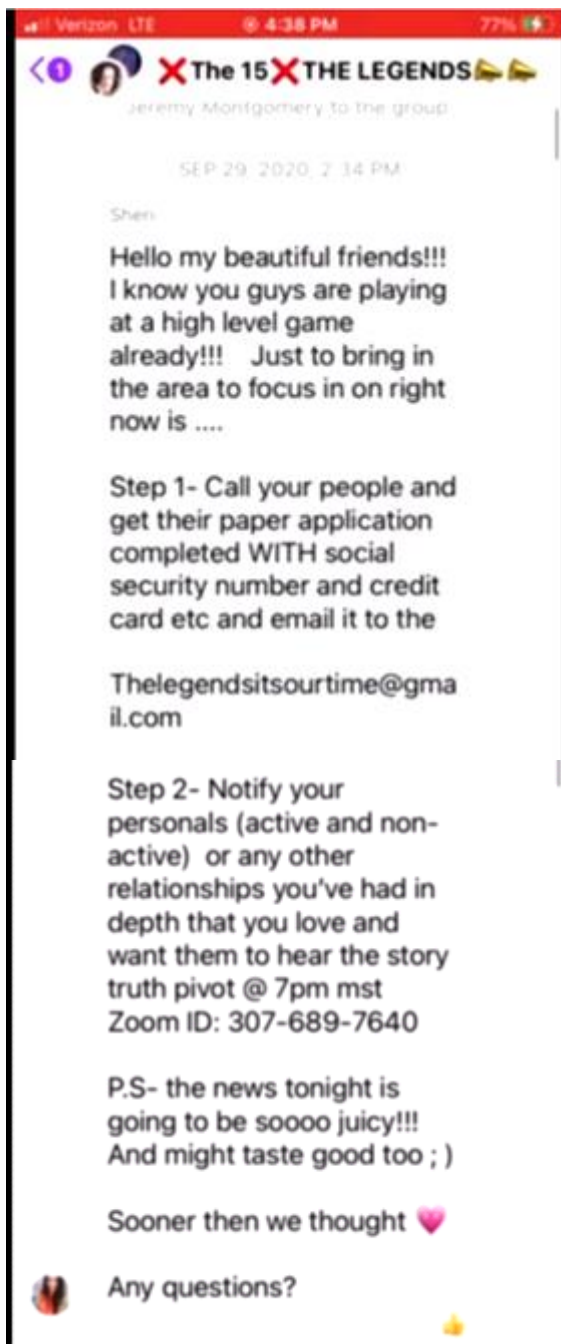 Verizon LTE 4:38 PM 77%
1 ❌The 15❌THE LEGENDS📣📣
Jeremy Montgomery to the group
SEP 29, 2020, 2:34 PM
Sheri
Hello my beautiful friends!!!
I know you guys are playing
at a high level game
already!!! Just to bring in
the area to focus in on right
now is ....
Step 1- Call your people and
get their paper application
completed WITH social
security number and credit
card etc and email it to the
Thelegendsitsourtime@gma
il.com
Step 2- Notify your
personals (active and non-
active) or any other
relationships you've had in
depth that you love and
want them to hear the story
truth pivot @ 7pm mst
Zoom ID: 307-689-7640
P.S- the news tonight is
going to be soooo juicy!!!
And might taste good too ; )
Sooner then we thought 💗
Any questions?
👍